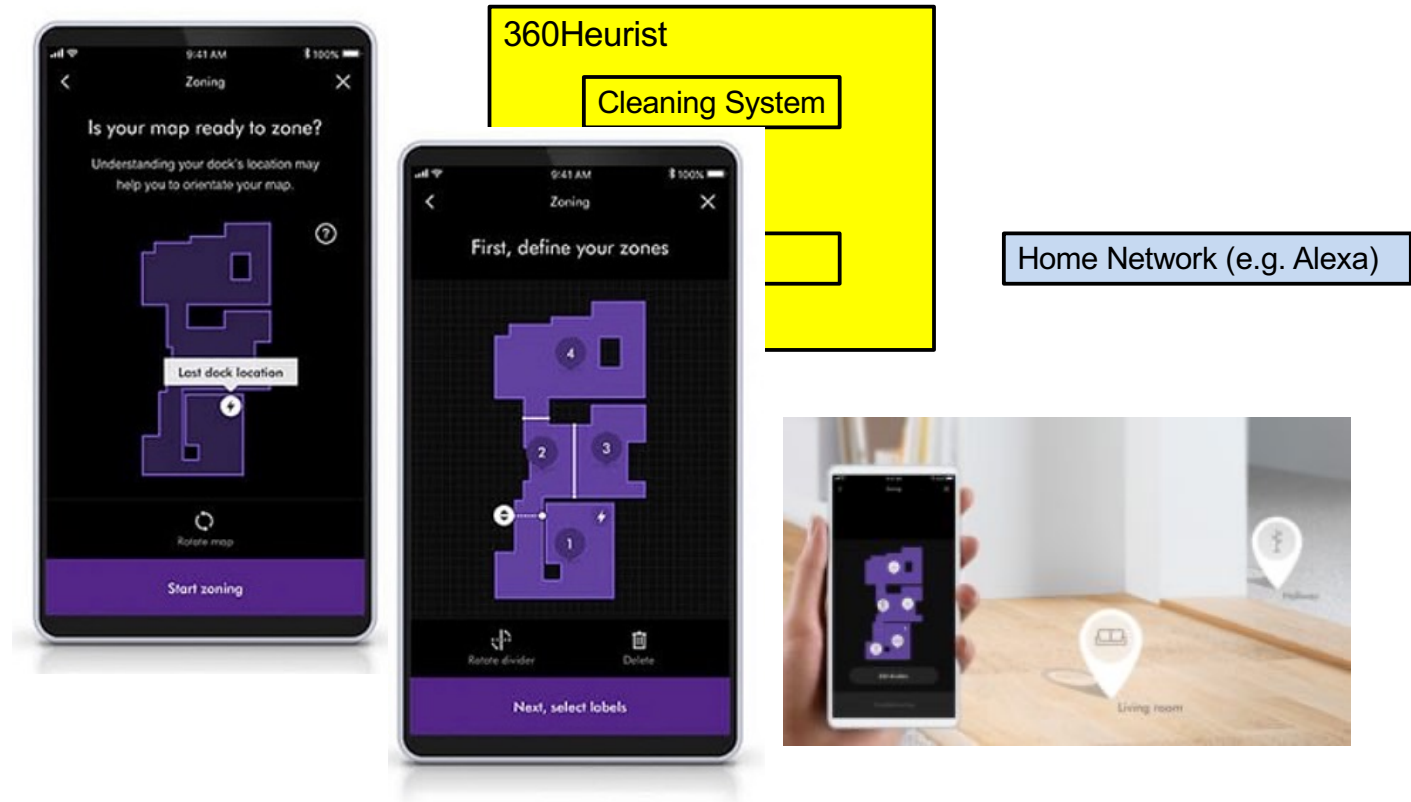 9:41 AM
100%
Zoning
Is your map ready to zone?
Understanding your dock's location may
help you to orientate your map.
?
Last dock location
Rotate map
Start zoning
9:41 AM
100%
Zoning
First, define your zones
4
2
3
1
Rotate divider
Delete
Next, select labels
360Heurist
Cleaning System
Home Network (e.g. Alexa)
Zoning
Hallway
Living room